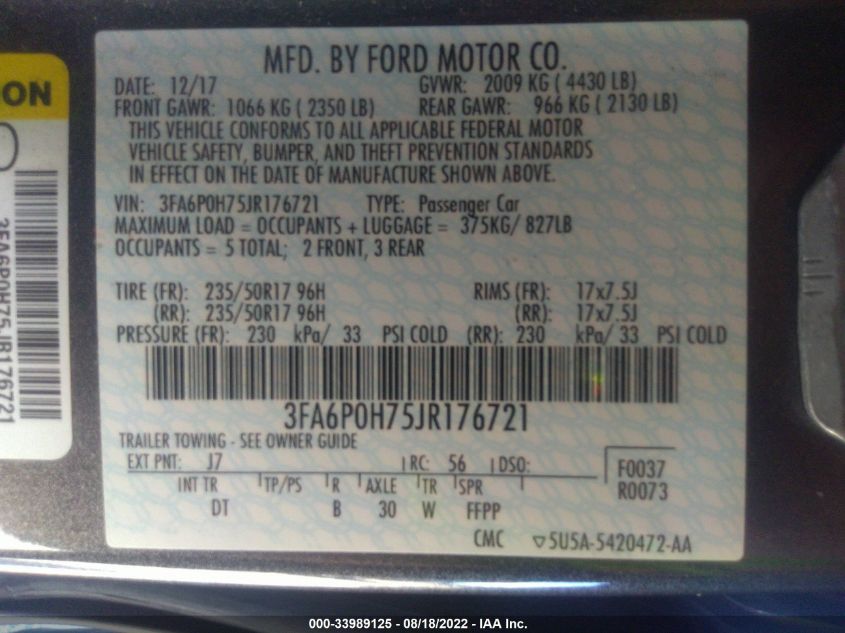 MFD. BY FORD MOTOR CO.
DATE: 12/17 GVWR: 2009 KG ( 4430 LB)
FRONT GAWR: 1066 KG ( 2350 LB) REAR GAWR: 966 KG ( 2130 LB)
THIS VEHICLE CONFORMS TO ALL APPLICABLE FEDERAL MOTOR
VEHICLE SAFETY, BUMPER, AND THEFT PREVENTION STANDARDS
IN EFFECT ON THE DATE OF MANUFACTURE SHOWN ABOVE.
VIN: 3FA6P0H75JR176721 TYPE: Passenger Car
MAXIMUM LOAD = OCCUPANTS + LUGGAGE = 375KG/ 827LB
OCCUPANTS = 5 TOTAL; 2 FRONT, 3 REAR
TIRE (FR): 235/50R17 96H RIMS (FR): 17x7.5J
(RR): 235/50R17 96H (RR): 17x7.5J
PRESSURE (FR): 230 kPa/ 33 PSI COLD (RR): 230 kPa/ 33 PSI COLD
3FA6P0H75JR176721
TRAILER TOWING - SEE OWNER GUIDE
EXT PNT: J7 RC: 56 DSO: F0037
INT TR TP/PS R AXLE TR SPR R0073
DT B 30 W FFPP
CMC ▽5U5A-5420472-AA
ON
3FA6P0H75JR176721
000-33989125 - 08/18/2022 - IAA Inc.